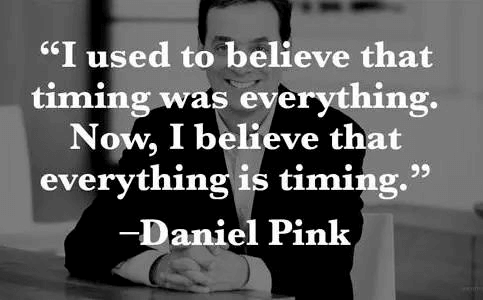 “I used to believe that
timing was everything.
Now, I believe that
everything is timing.”
–Daniel Pink